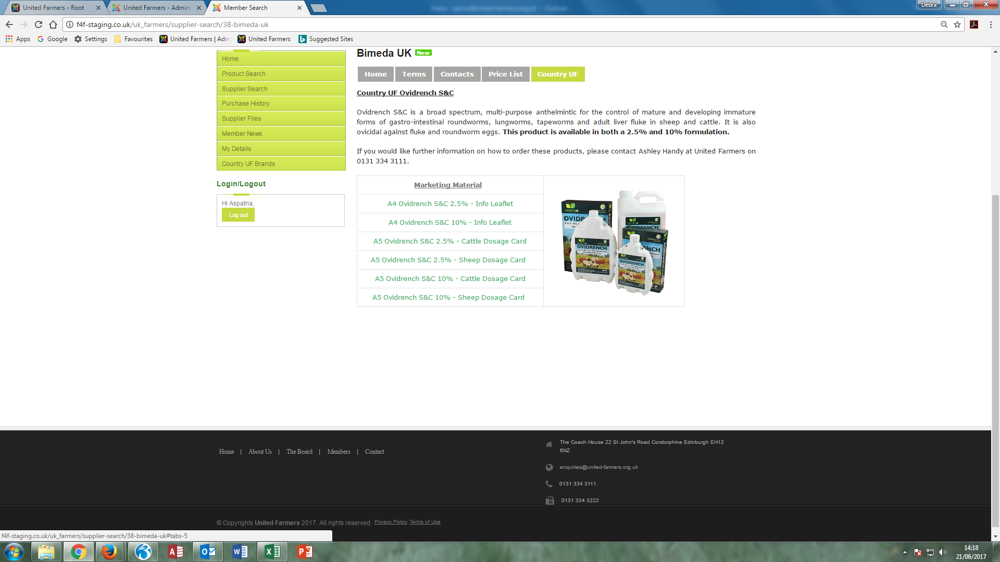 United Farmers - Root
United Farmers - Admini
Member Search
Debra
f4f-staging.co.uk/uk_farmers/supplier-search/38-bimeda-uk
Apps
Google
Settings
Favourites
United Farmers | Adm
United Farmers
Suggested Sites
Home
Product Search
Supplier Search
Purchase History
Supplier Files
Member News
My Details
Country UF Brands
Login/Logout
Hi Aspatria,
Log out
Bimeda UK New
Home
Terms
Contacts
Price List
Country UF
Country UF Ovidrench S&C
Ovidrench S&C is a broad spectrum, multi-purpose anthelmintic for the control of mature and developing immature
forms of gastro-intestinal roundworms, lungworms, tapeworms and adult liver fluke in sheep and cattle. It is also
ovicidal against fluke and roundworm eggs. This product is available in both a 2.5% and 10% formulation.
If you would like further information on how to order these products, please contact Ashley Handy at United Farmers on
0131 334 3111.
Marketing Material
A4 Ovidrench S&C 2.5% - Info Leaflet
A4 Ovidrench S&C 10% - Info Leaflet
A5 Ovidrench S&C 2.5% - Cattle Dosage Card
A5 Ovidrench S&C 2.5% - Sheep Dosage Card
A5 Ovidrench S&C 10% - Cattle Dosage Card
A5 Ovidrench S&C 10% - Sheep Dosage Card
OVIDRENCH
OVIDRENCH
Home | About Us | The Board | Members | Contact
The Coach House 22 St John's Road Corstorphine Edinburgh EH12
6NZ
enquiries@united-farmers.org.uk
0131 334 3111
0131 334 3222
© Copyrights United Farmers 2017. All rights reserved. Privacy Policy Terms of Use
f4f-staging.co.uk/uk_farmers/supplier-search/38-bimeda-uk#tabs-5
14:18
21/06/2017